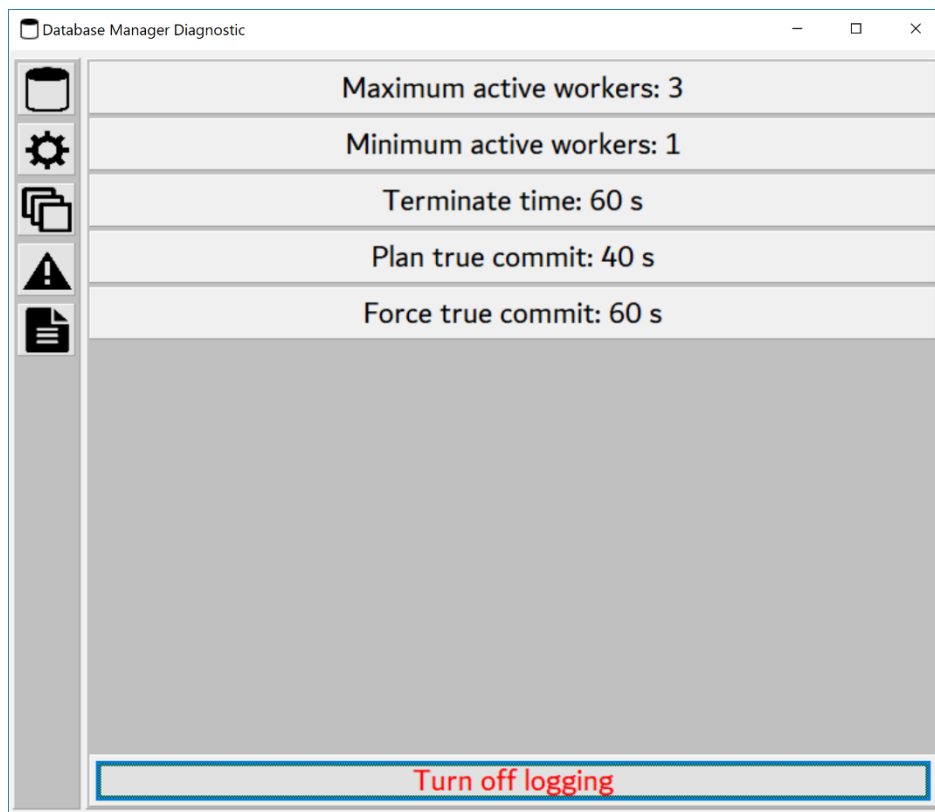 Database Manager Diagnostic
Maximum active workers: 3
Minimum active workers: 1
Terminate time: 60 s
Plan true commit: 40 s
Force true commit: 60 s
Turn off logging